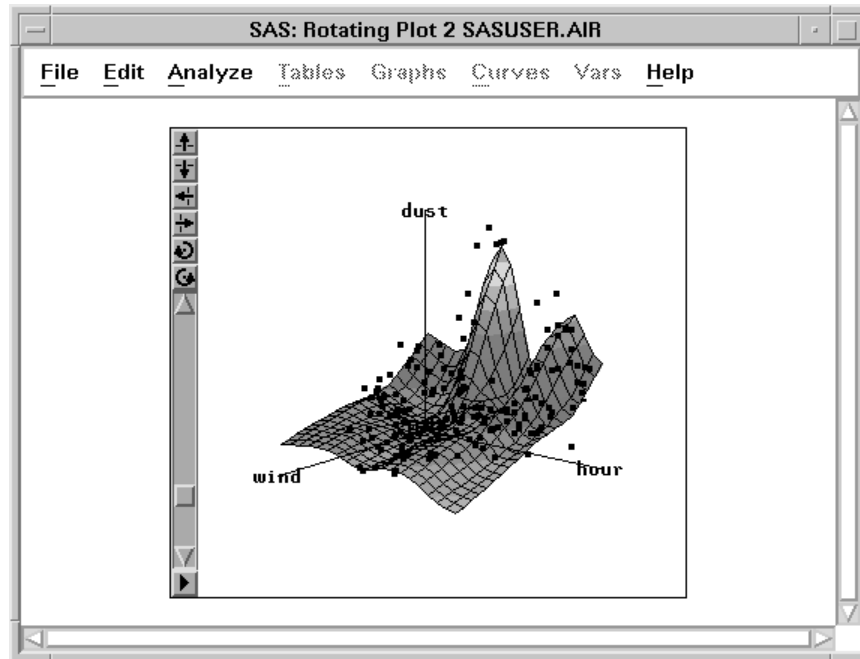 SAS: Rotating Plot 2 SASUSER.AIR
File Edit Analyze Tables Graphs Curves Vars Help
dust
wind
hour